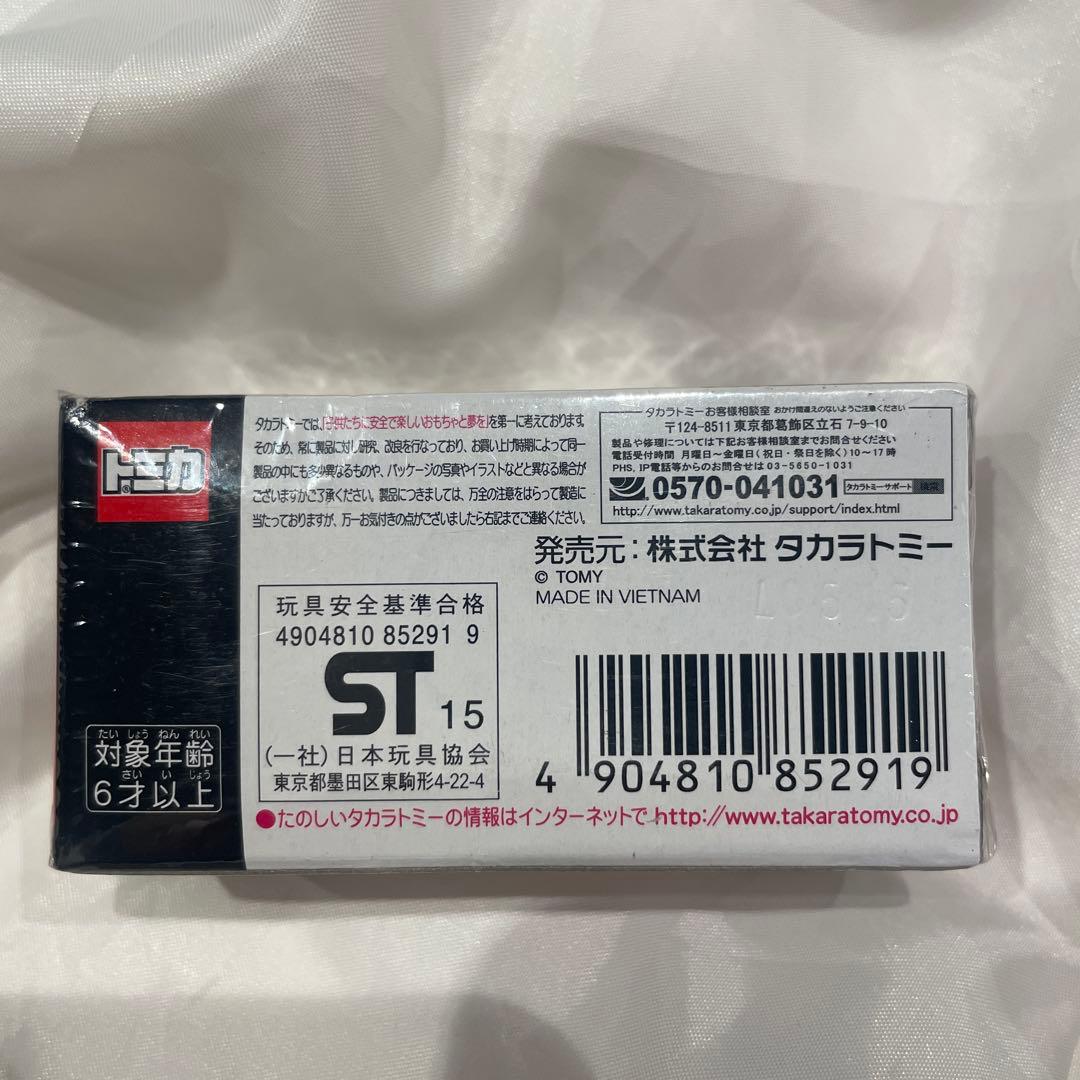 トミカ
®
タカラトミーでは、「子供たちに安全で楽しいおもちゃと夢を」を第一に考えております。
そのため、常に製品に対し研究、改良を行なっており、お買い上げ時期によって同一
製品の中にも多少異なるものや、パッケージの写真やイラストなどと異なる場合が
ございますがご了承ください。製品につきましては、万全の注意をはらって製造に
当たっておりますが、万一お気付きの点がございましたら右記までご連絡ください。
タカラトミーお客様相談室 おかけ間違えのないようご注意ください
〒124-8511 東京都葛飾区立石 7-9-10
製品や修理については下記お客様相談室までお問合せください
電話受付時間 月曜日～金曜日(祝日・祭日を除く)10～17時
PHS, IP電話等からのお問合せは 03-5650-1031
0570-041031 タカラトミーサポート 検索
http://www.takaratomy.co.jp/support/index.html
発売元：株式会社 タカラトミー
© TOMY
MADE IN VIETNAM
玩具安全基準合格
4904810 85291 9
ST 15
(一社)日本玩具協会
東京都墨田区東駒形4-22-4
たいしょうねんれい
対象年齢
さいいじょう
6才以上
4 904810 852919
●たのしいタカラトミーの情報はインターネットで http://www.takaratomy.co.jp